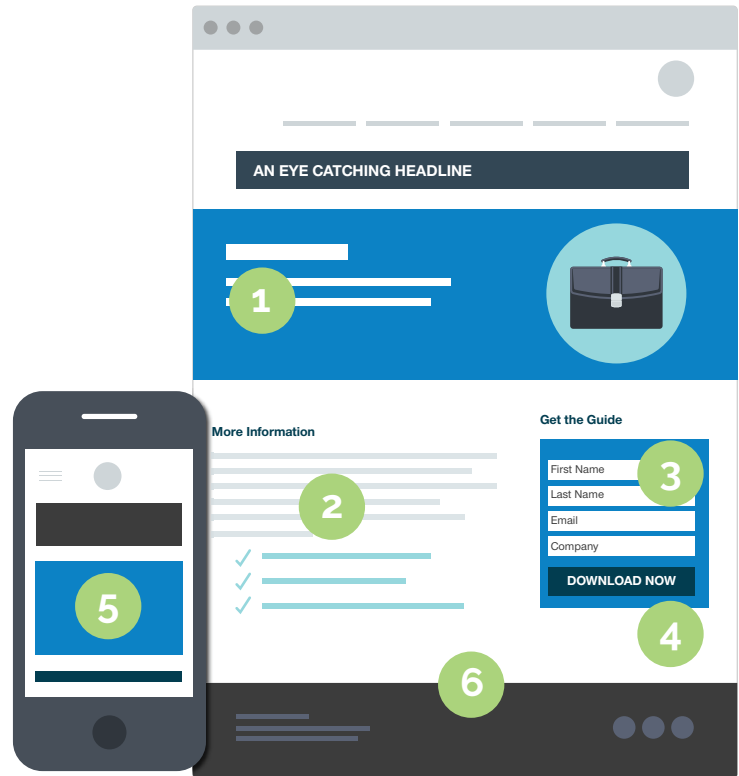 AN EYE CATCHING HEADLINE
1
More Information
2
Get the Guide
First Name
3
Last Name
Email
Company
DOWNLOAD NOW
4
5
6